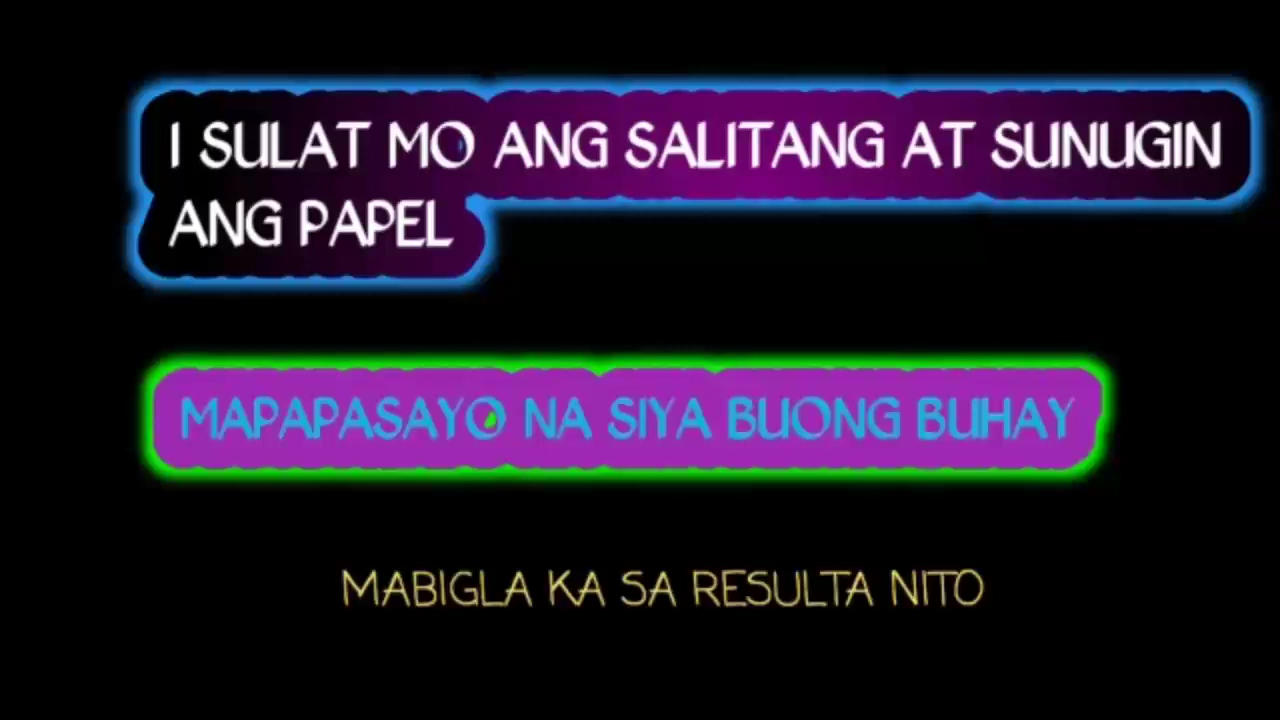 I SULAT MO ANG SALITANG AT SUNUGIN
ANG PAPEL
MAPAPASAYO NA SIYA BUONG BUHAY
MABIGLA KA SA RESULTA NITO